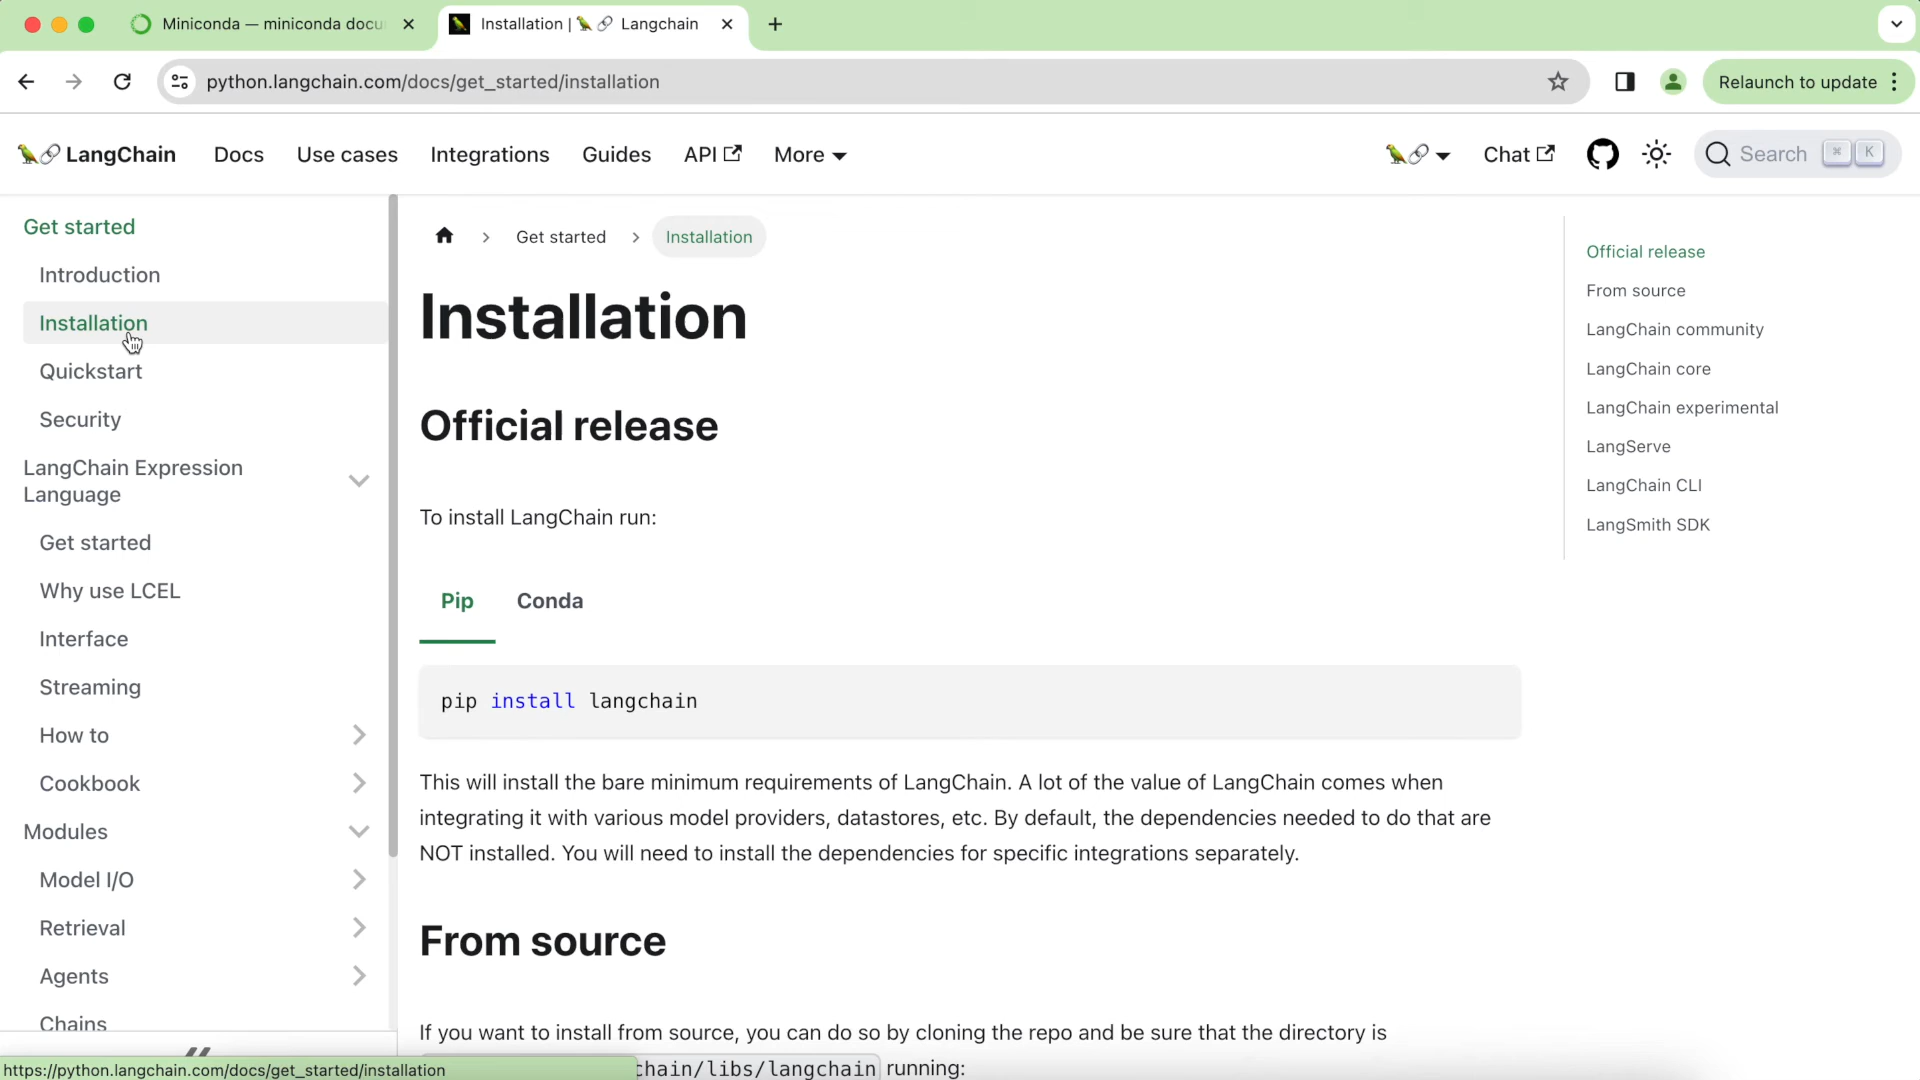 Miniconda — miniconda docu
Installation | Langchain
python.langchain.com/docs/get_started/installation
Relaunch to update
LangChain
Docs
Use cases
Integrations
Guides
API
More
Chat
Search
⌘ K
Get started
Introduction
Installation
Quickstart
Security
LangChain Expression
Language
Get started
Why use LCEL
Interface
Streaming
How to
Cookbook
Modules
Model I/O
Retrieval
Agents
Chains
Get started
Installation
Installation
Official release
To install LangChain run:
Pip
Conda
pip install langchain
This will install the bare minimum requirements of LangChain. A lot of the value of LangChain comes when
integrating it with various model providers, datastores, etc. By default, the dependencies needed to do that are
NOT installed. You will need to install the dependencies for specific integrations separately.
From source
If you want to install from source, you can do so by cloning the repo and be sure that the directory is
chain/libs/langchain running:
Official release
From source
LangChain community
LangChain core
LangChain experimental
LangServe
LangChain CLI
LangSmith SDK
https://python.langchain.com/docs/get_started/installation